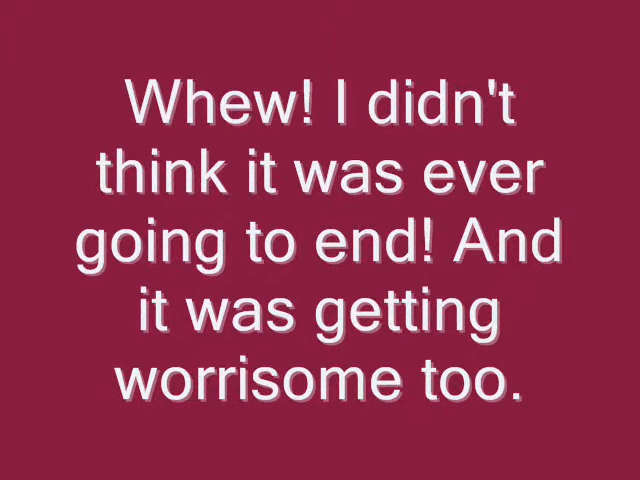 Whew! I didn't
think it was ever
going to end! And
it was getting
worrisome too.